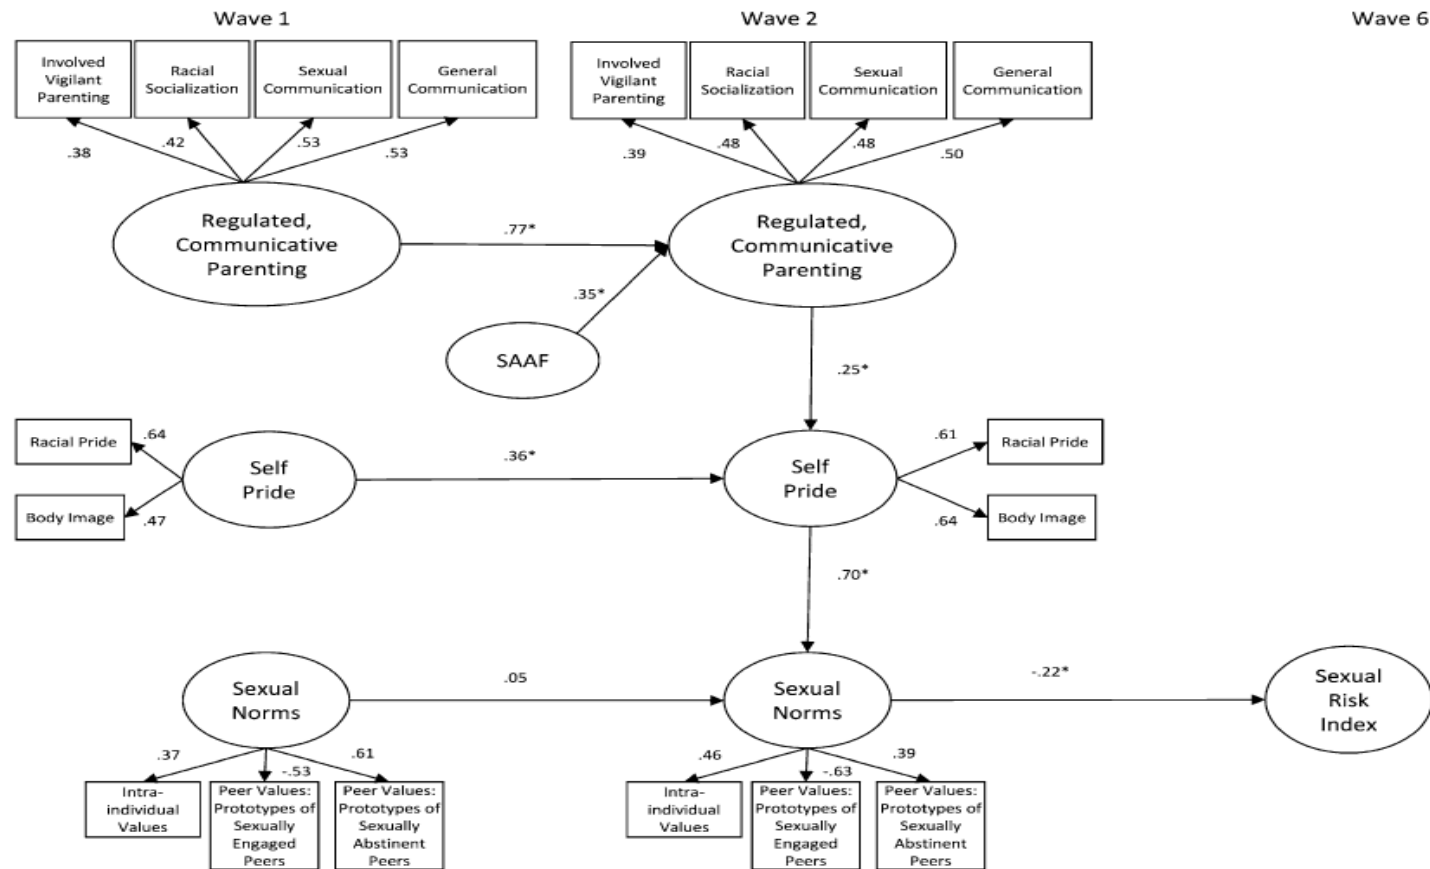 Wave 1
Wave 2
Wave 6
Involved
Vigilant
Parenting
Racial
Socialization
Sexual
Communication
General
Communication
Involved
Vigilant
Parenting
Racial
Socialization
Sexual
Communication
General
Communication
.38
.42
.53
.53
.39
.48
.48
.50
Regulated,
Communicative
Parenting
.77*
Regulated,
Communicative
Parenting
.35*
SAAF
.25*
Racial Pride
.64
Body Image
.47
Self
Pride
.36*
Self
Pride
.61
Racial Pride
.64
Body Image
.70*
Sexual
Norms
.05
Sexual
Norms
-.22*
Sexual
Risk
Index
.37
-.53
.61
.46
-.63
.39
Intra-
individual
Values
Peer Values:
Prototypes of
Sexually
Engaged
Peers
Peer Values:
Prototypes of
Sexually
Abstinent
Peers
Intra-
individual
Values
Peer Values:
Prototypes of
Sexually
Engaged
Peers
Peer Values:
Prototypes of
Sexually
Abstinent
Peers